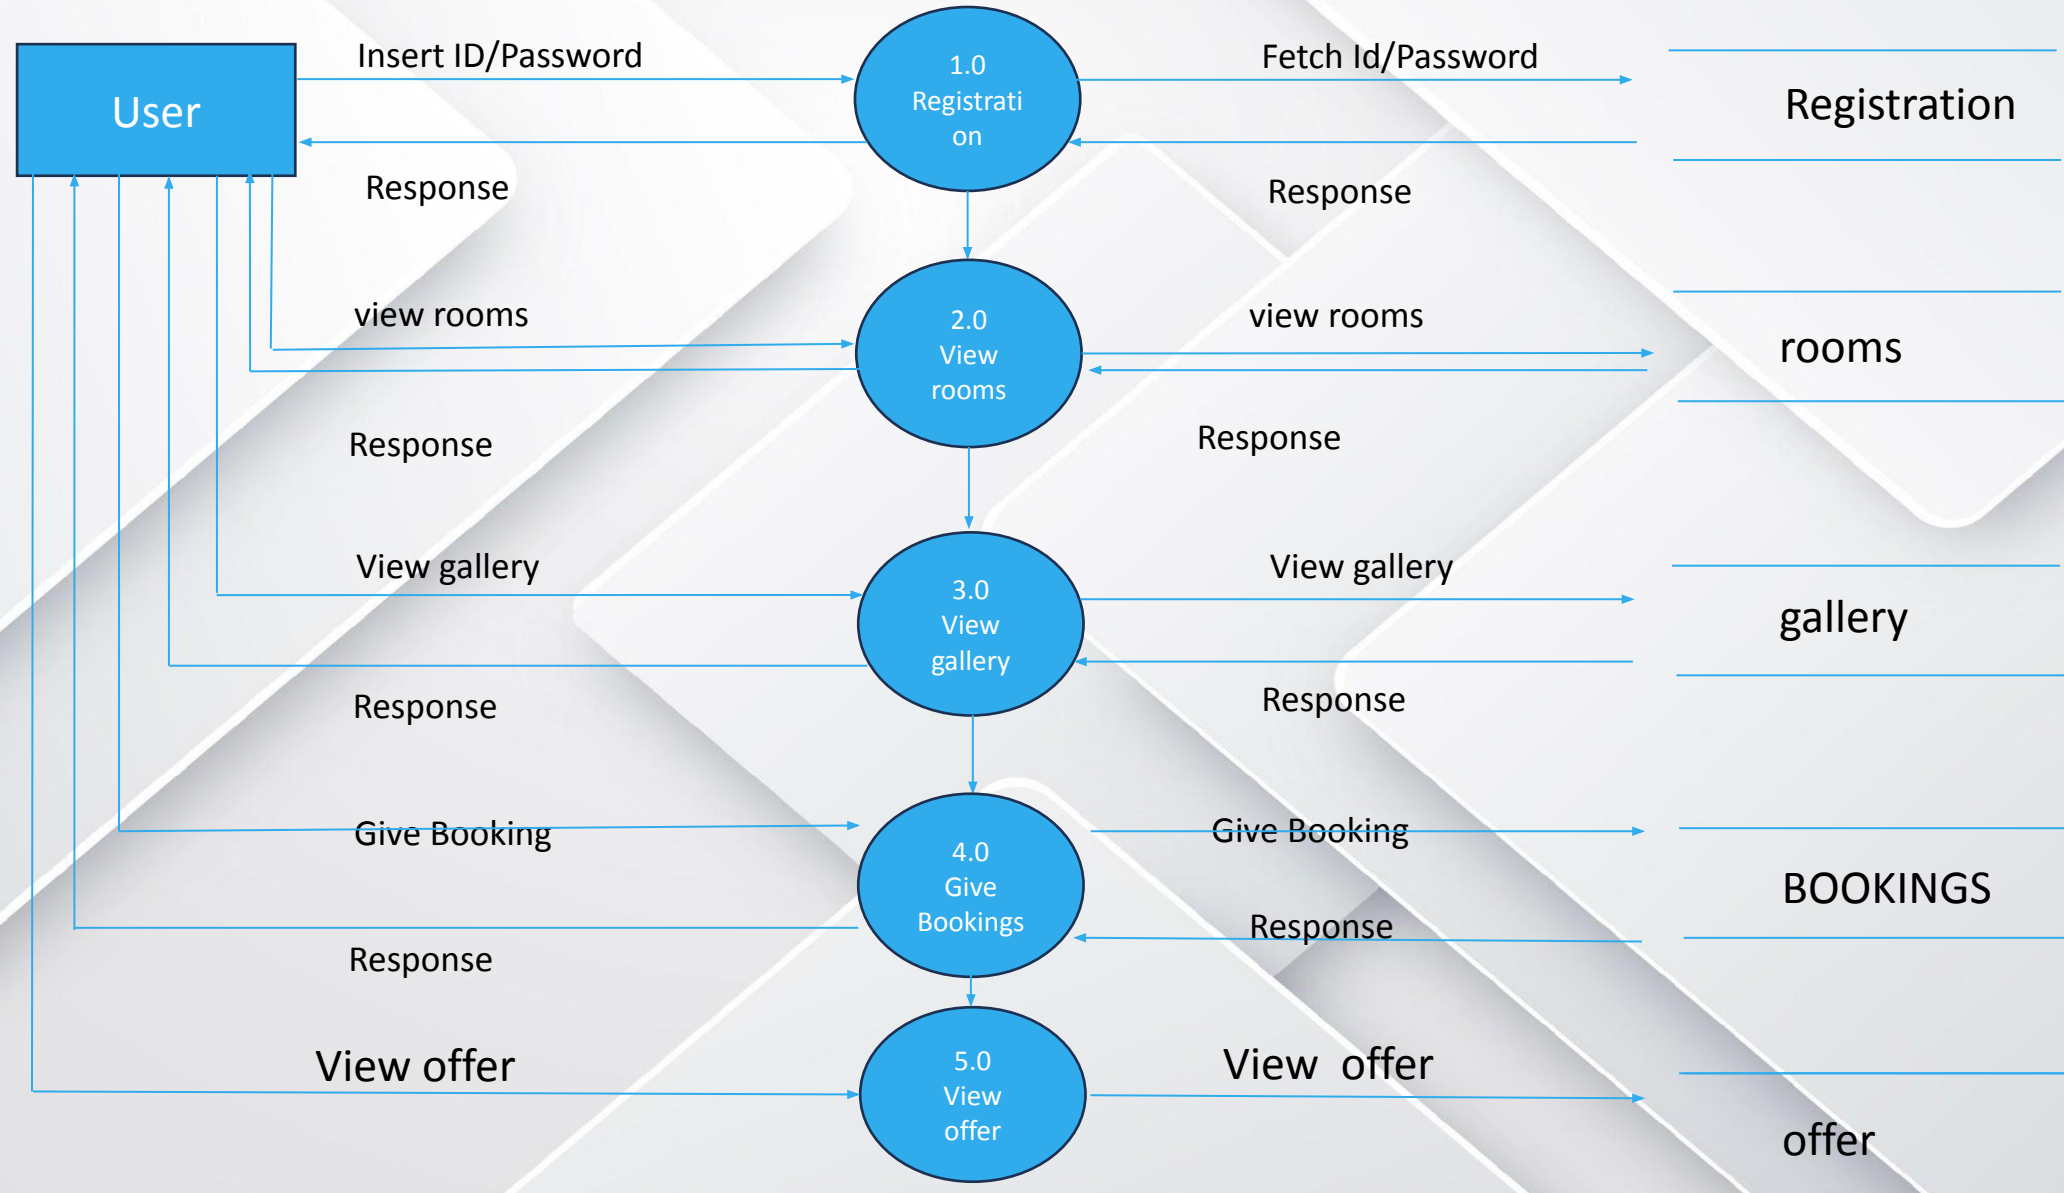 Insert ID/Password
1.0
Registrati
on
Fetch Id/Password
User
Registration
Response
Response
view rooms
2.0
View
rooms
view rooms
rooms
Response
Response
View gallery
3.0
View
gallery
View gallery
gallery
Response
Response
Give Booking
4.0
Give
Bookings
Give Booking
BOOKINGS
Response
Response
View offer
5.0
View
offer
View  offer
offer